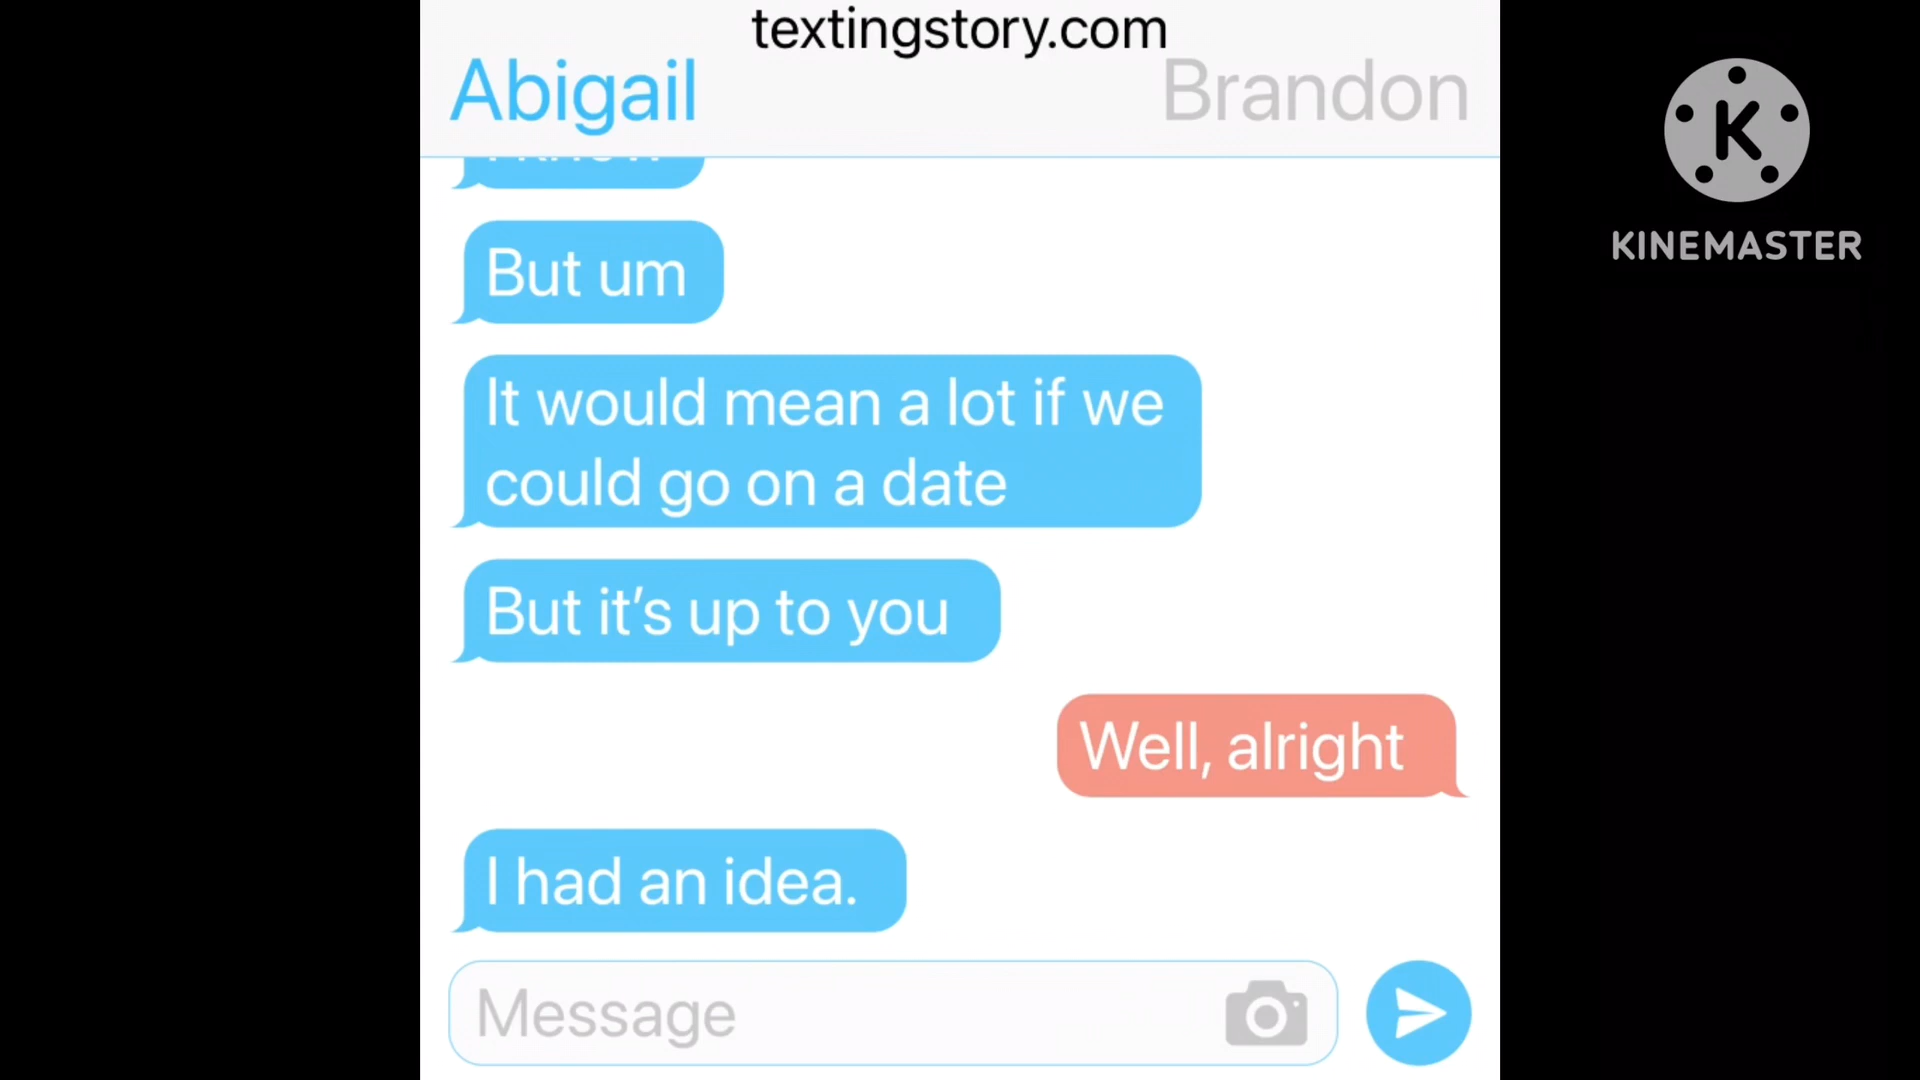 textingstory.com
Abigail
Brandon
But um
It would mean a lot if we
could go on a date
But it’s up to you
Well, alright
I had an idea.
Message
K
KINEMASTER